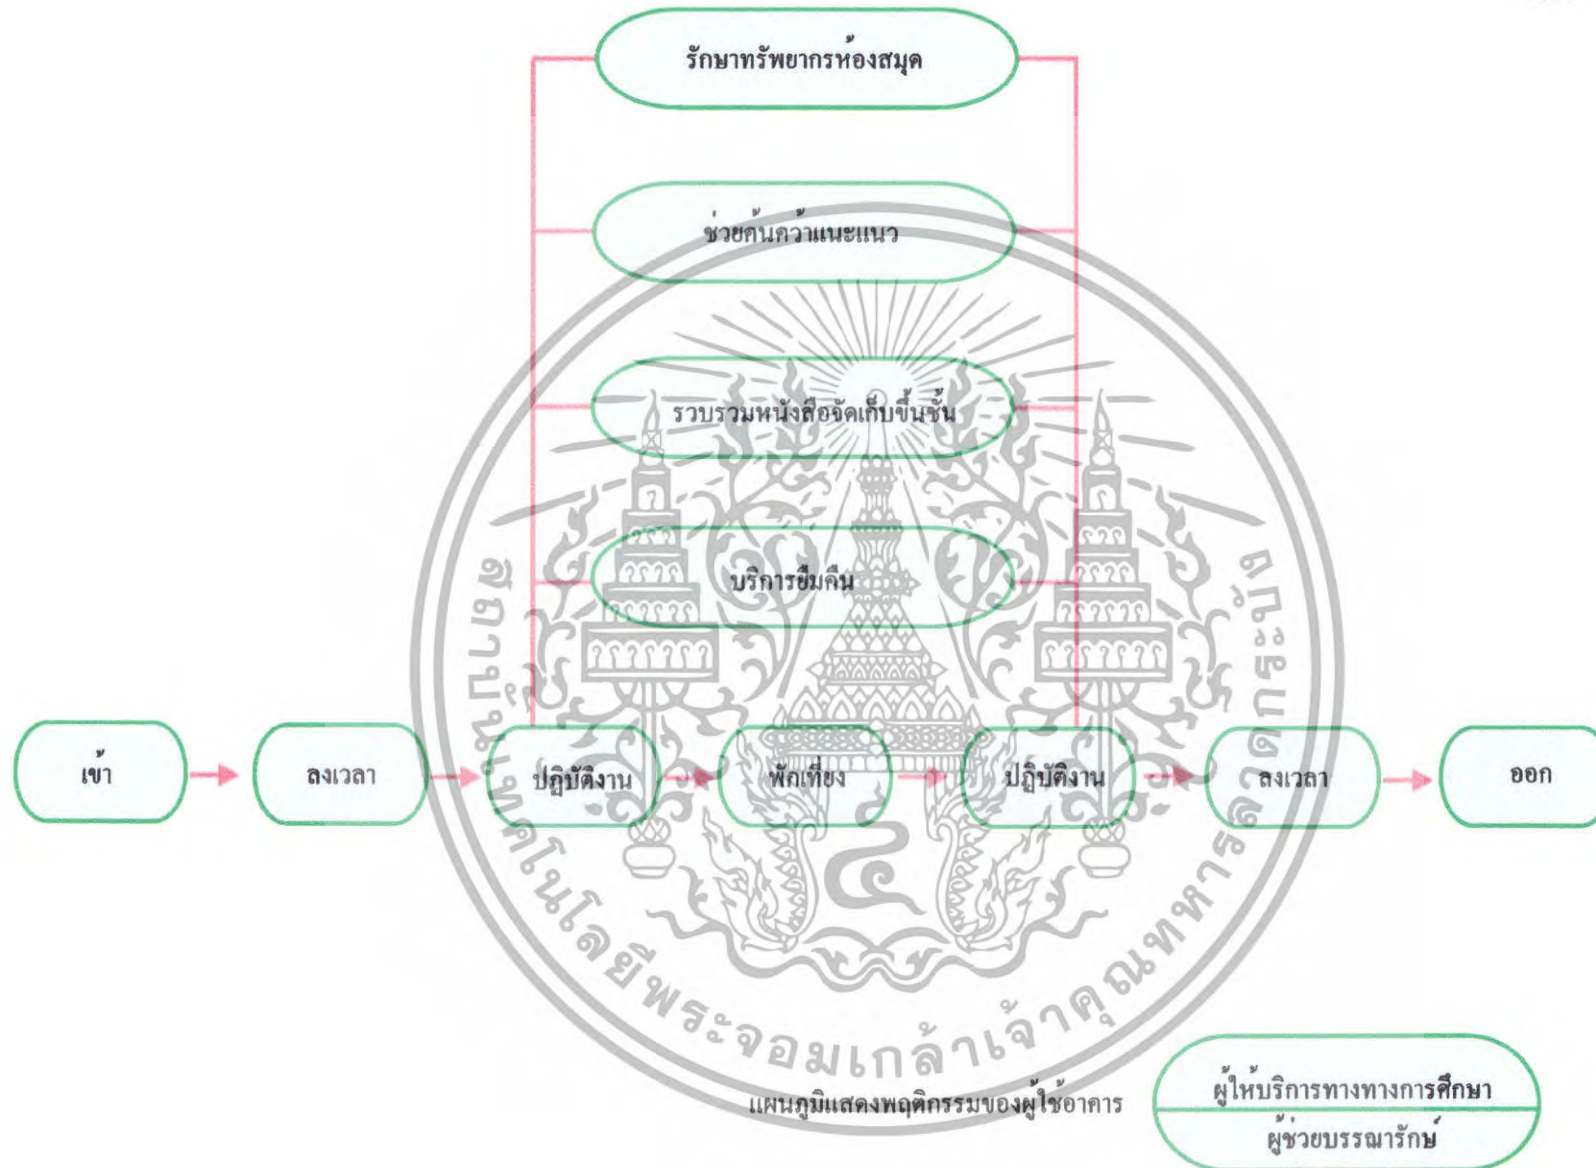 รักษาทรัพยากรห้องสมุด
ช่วยค้นคว้าแนะแนว
รวบรวมหนังสือจัดเก็บขึ้นชั้น
บริการยืมคืน
เข้า
ลงเวลา
ปฏิบัติงาน
พักเที่ยง
ปฏิบัติงาน
ลงเวลา
ออก
สถาบันเทคโนโลยีพระจอมเกล้าเจ้าคุณทหารลาดกระบัง
๔
แผนภูมิแสดงพฤติกรรมของผู้ใช้อาคาร
ผู้ให้บริการทางทางการศึกษา
ผู้ช่วยบรรณารักษ์